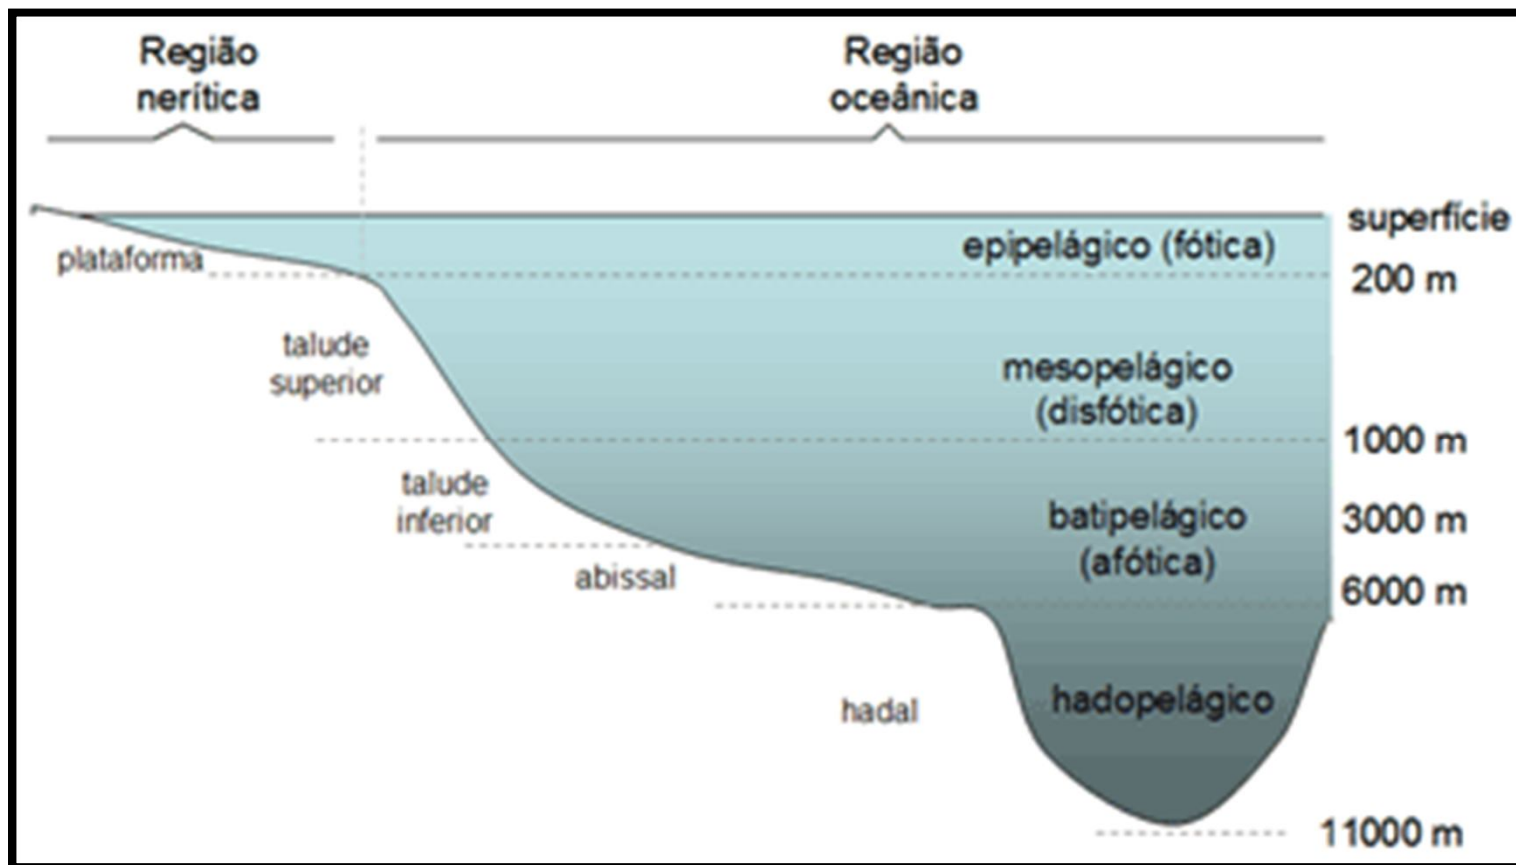 Região
nerítica
Região
oceânica
superfície
plataforma
epipelágico (fótica)
200 m
talude
superior
mesopelágico
(disfótica)
1000 m
talude
inferior
batipelágico
(afótica)
3000 m
abissal
6000 m
hadal
hadopelágico
11000 m